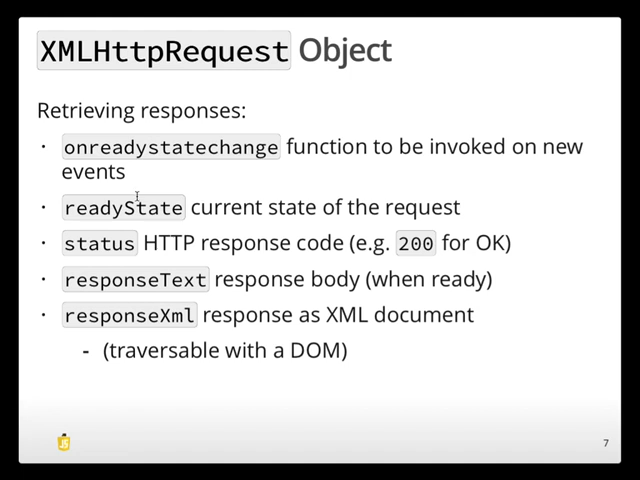 XMLHttpRequest Object
Retrieving responses:
· onreadystatechange function to be invoked on new
events
· readyState current state of the request
· status HTTP response code (e.g. 200 for OK)
· responseText response body (when ready)
· responseXml response as XML document
- (traversable with a DOM)
JS
7